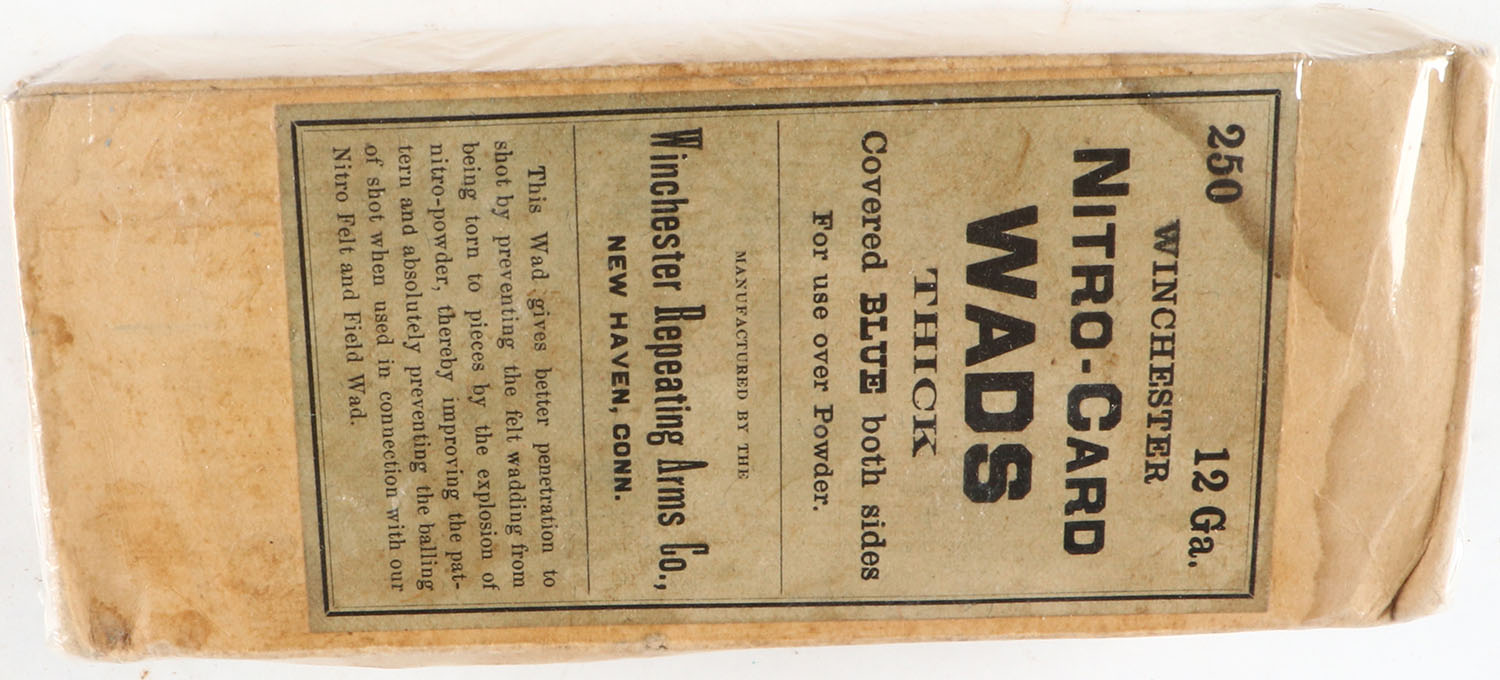 250 12 Ga.
WINCHESTER
NITRO-CARD
WADS
THICK
Covered BLUE both sides
For use over Powder.
MANUFACTURED BY THE
Winchester Repeating Arms Co.,
NEW HAVEN, CONN.
This Wad gives better penetration to
shot by preventing the felt wadding from
being torn to pieces by the explosion of
nitro-powder, thereby improving the pat-
tern and absolutely preventing the balling
of shot when used in connection with our
Nitro Felt and Field Wad.